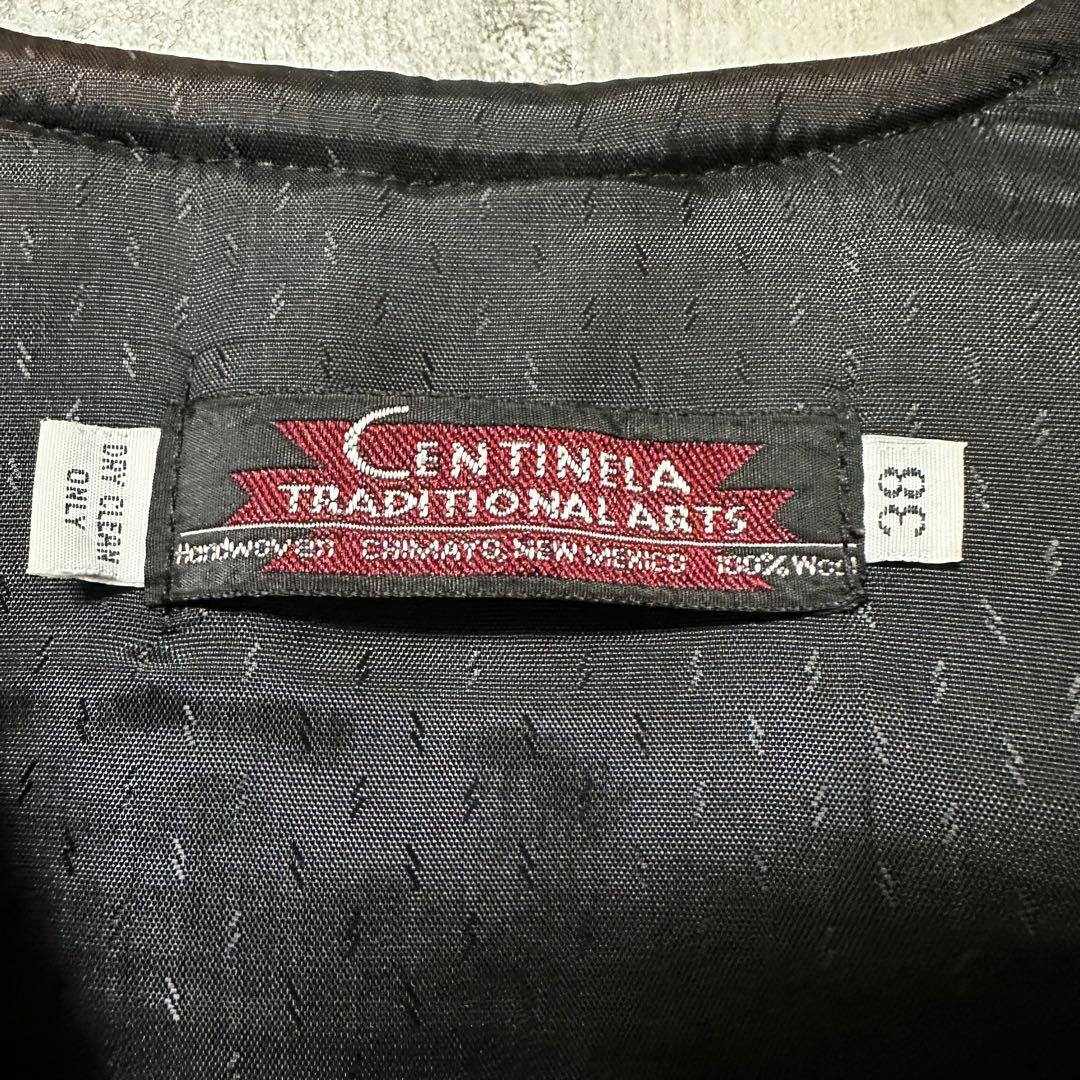 CENTINELA
TRADITIONAL ARTS
Handwoven CHIMAYO, NEW MEXICO 100% Wool
DRY CLEAN
ONLY
38